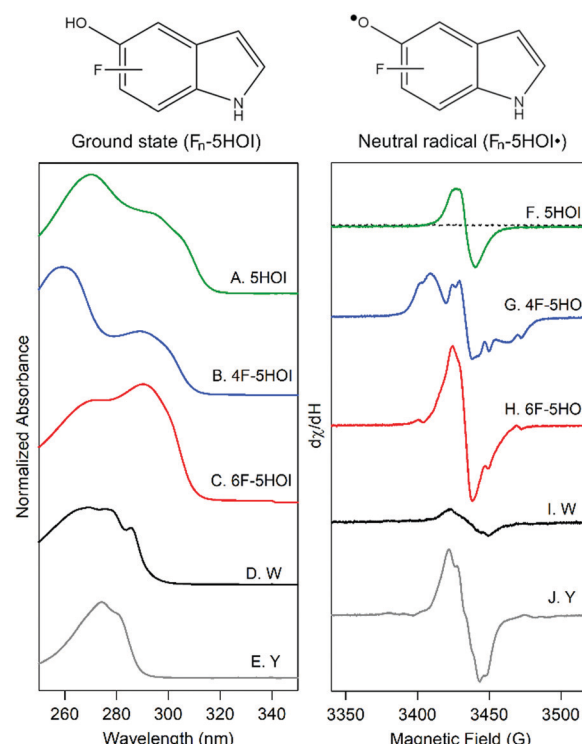 HO
F
N
H
•O
F
N
H
Ground state (Fn-5HOI)
Neutral radical (Fn-5HOI•)
Normalized Absorbance
A. 5HOI
B. 4F-5HOI
C. 6F-5HOI
D. W
E. Y
260 280 300 320 340
Wavelength (nm)
dχ/dH
F. 5HOI
G. 4F-5HO
H. 6F-5HO
I. W
J. Y
3350 3400 3450 3500
Magnetic Field (G)